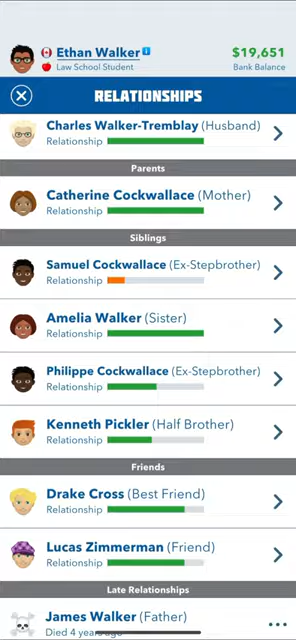 Ethan Walker
$19,651
Law School Student
Bank Balance
RELATIONSHIPS
Charles Walker-Tremblay (Husband)
Relationship
Parents
Catherine Cockwallace (Mother)
Relationship
Siblings
Samuel Cockwallace (Ex-Stepbrother)
Relationship
Amelia Walker (Sister)
Relationship
Philippe Cockwallace (Ex-Stepbrother)
Relationship
Kenneth Pickler (Half Brother)
Relationship
Friends
Drake Cross (Best Friend)
Relationship
Lucas Zimmerman (Friend)
Relationship
Late Relationships
James Walker (Father)
Died 4 years ago